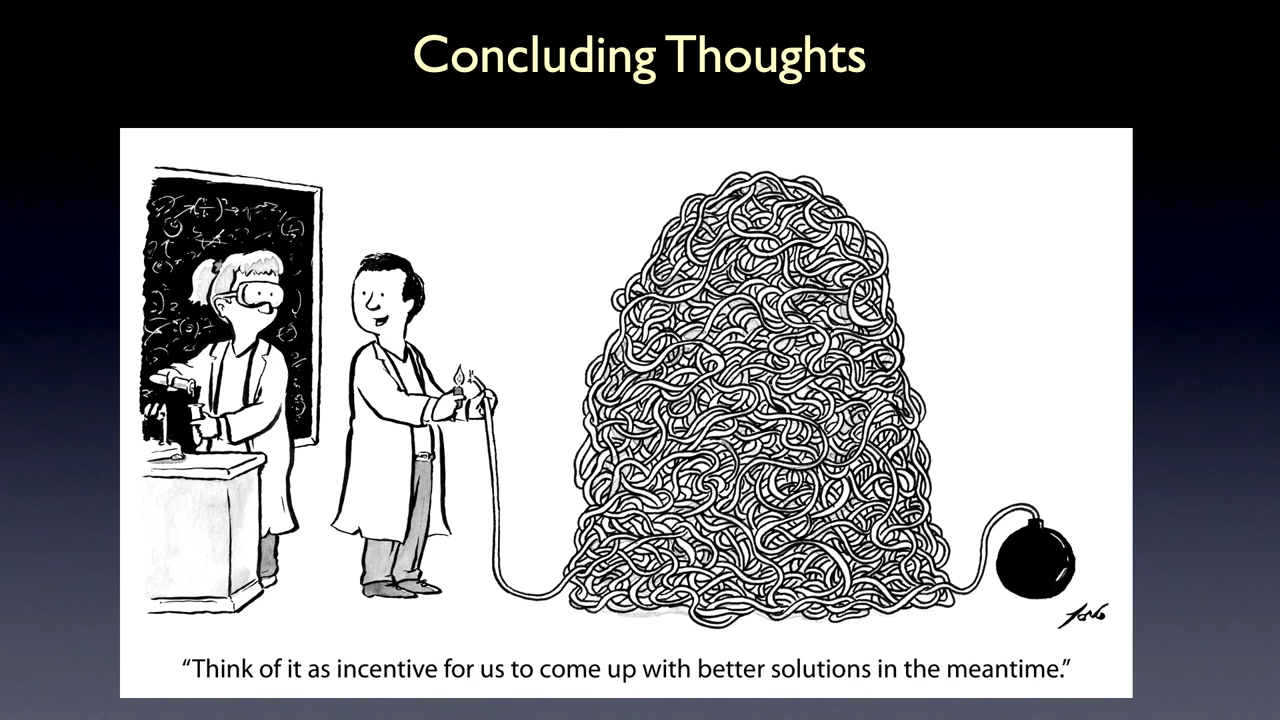 Concluding Thoughts
“Think of it as incentive for us to come up with better solutions in the meantime.”